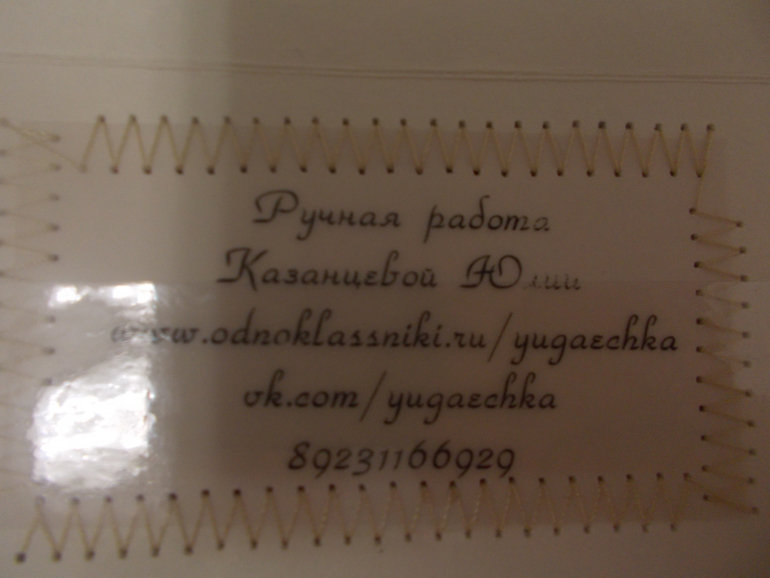 Ручная работа
Казанцевой Юлии
www.odnoklassniki.ru/yugaechka
vk.com/yugaechka
89231166929